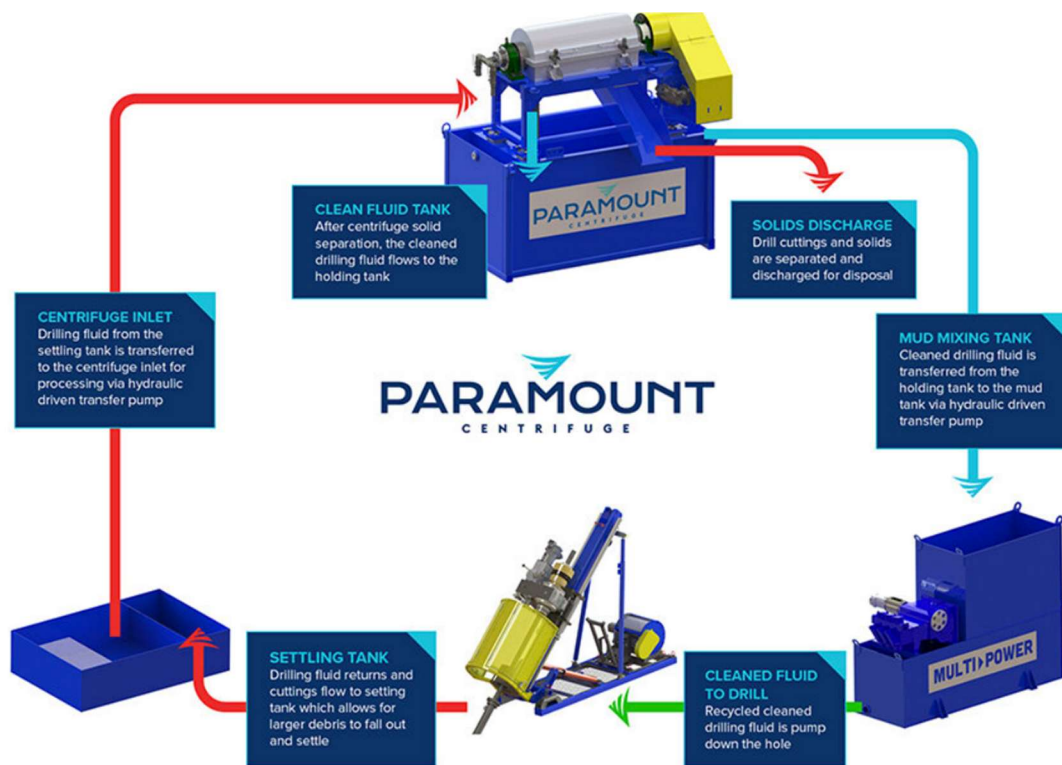 PARAMOUNT
CENTRIFUGE
CLEAN FLUID TANK
After centrifuge solid
separation, the cleaned
drilling fluid flows to the
holding tank
SOLIDS DISCHARGE
Drill cuttings and solids
are separated and
discharged for disposal
CENTRIFUGE INLET
Drilling fluid from the
settling tank is transferred
to the centrifuge inlet for
processing via hydraulic
driven transfer pump
PARAMOUNT
CENTRIFUGE
MUD MIXING TANK
Cleaned drilling fluid is
transferred from the
holding tank to the mud
tank via hydraulic driven
transfer pump
SETTLING TANK
Drilling fluid returns and
cuttings flow to setting
tank which allows for
larger debris to fall out
and settle
CLEANED FLUID
TO DRILL
Recycled cleaned
drilling fluid is pump
down the hole
MULTI POWER